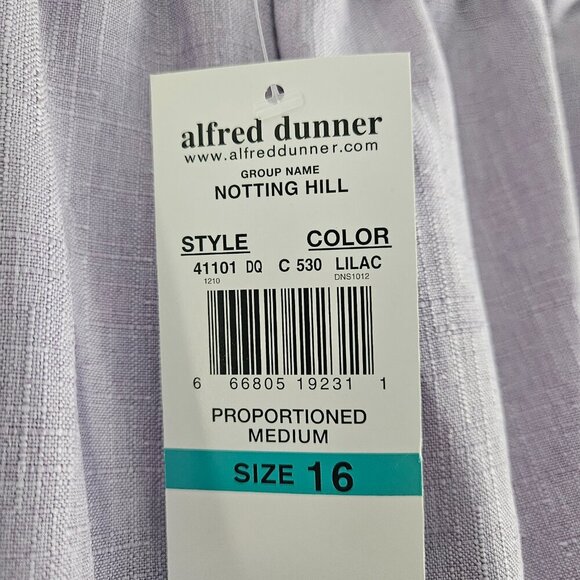 alfred dunner
www.alfreddunner.com
GROUP NAME
NOTTING HILL
STYLE COLOR
41101 DQ C 530 LILAC
1210 DNS1012
6 66805 19231 1
PROPORTIONED
MEDIUM
SIZE 16